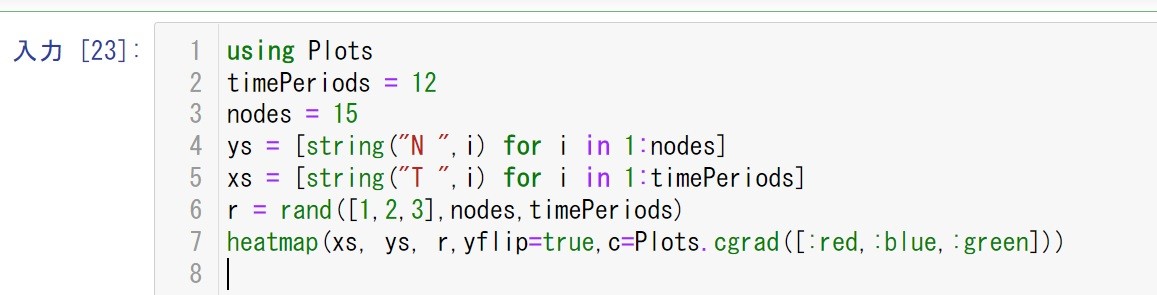 入力 [23]:
1 using Plots
2 timePeriods = 12
3 nodes = 15
4 ys = [string("N ",i) for i in 1:nodes]
5 xs = [string("T ",i) for i in 1:timePeriods]
6 r = rand([1,2,3],nodes,timePeriods)
7 heatmap(xs, ys, r,yflip=true,c=Plots.cgrad([:red,:blue,:green]))
8